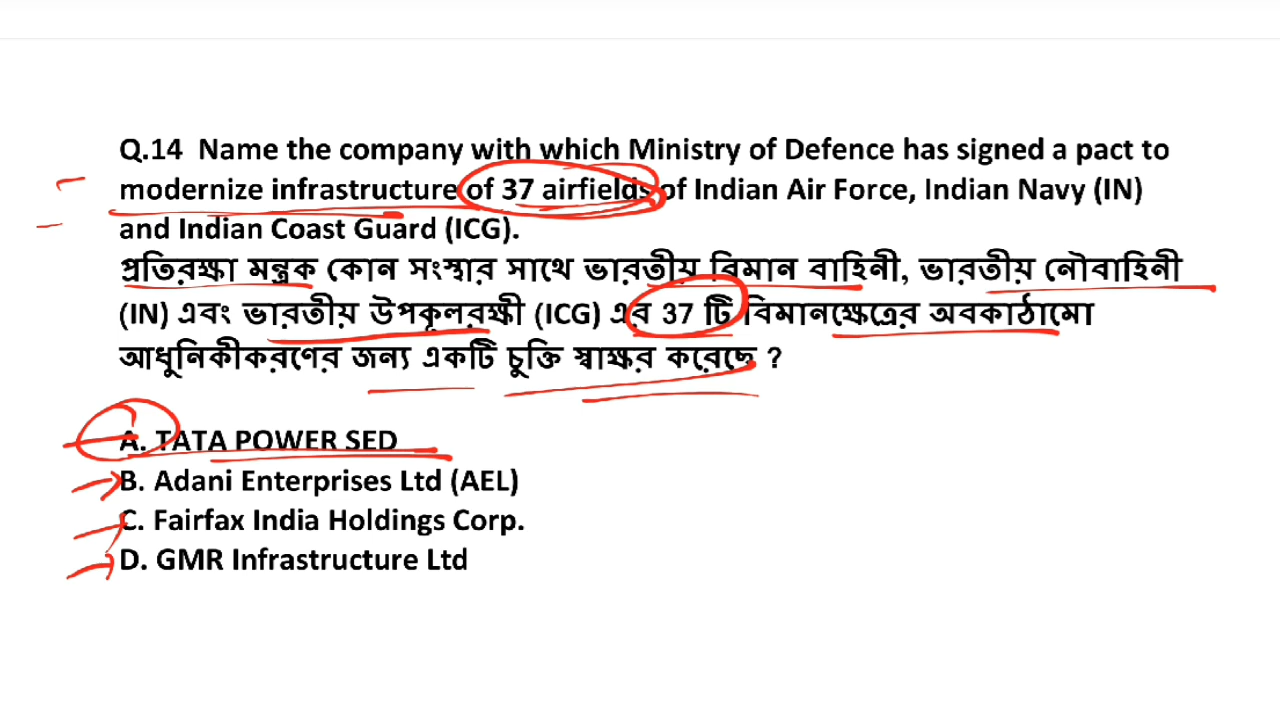 Q.14 Name the company with which Ministry of Defence has signed a pact to
modernize infrastructure of 37 airfields of Indian Air Force, Indian Navy (IN)
and Indian Coast Guard (ICG).
প্রতিরক্ষা মন্ত্রক কোন সংস্থার সাথে ভারতীয় বিমান বাহিনী, ভারতীয় নৌবাহিনী
(IN) এবং ভারতীয় উপকূলরক্ষী (ICG) এর 37 টি বিমানক্ষেত্রের অবকাঠামো
আধুনিকীকরণের জন্য একটি চুক্তি স্বাক্ষর করেছে ?
A. TATA POWER SED
B. Adani Enterprises Ltd (AEL)
C. Fairfax India Holdings Corp.
D. GMR Infrastructure Ltd